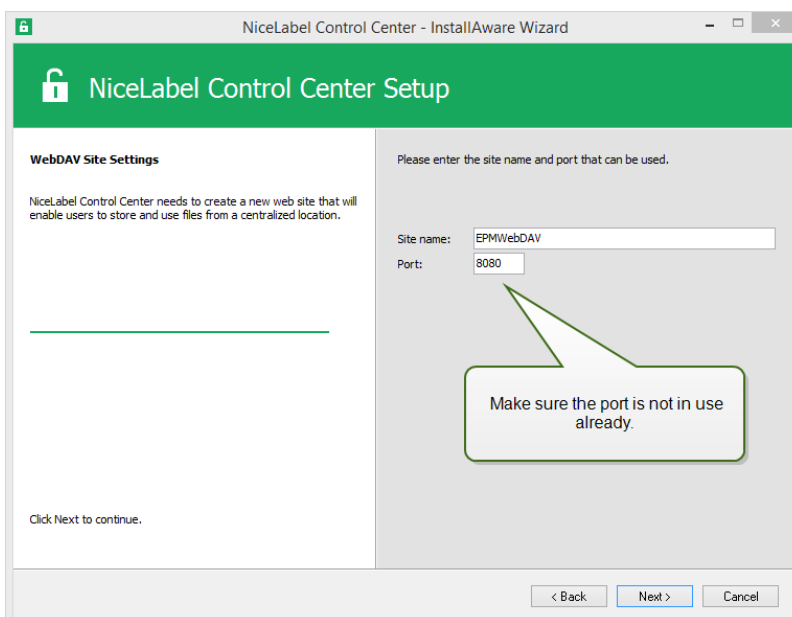 NiceLabel Control Center - InstallAware Wizard
NiceLabel Control Center Setup
WebDAV Site Settings
NiceLabel Control Center needs to create a new web site that will
enable users to store and use files from a centralized location.
Click Next to continue.
Please enter the site name and port that can be used.
Site name: EPMWebDAV
Port: 8080
Make sure the port is not in use
already.
< Back Next > Cancel